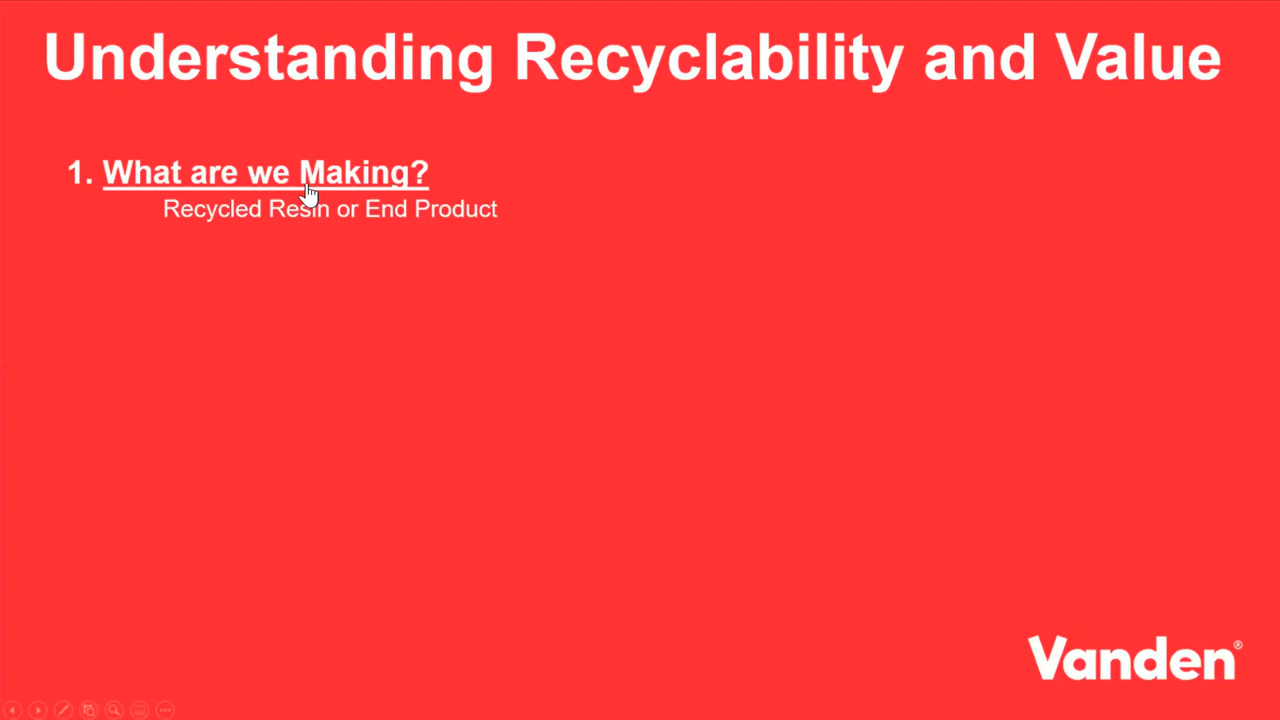 Understanding Recyclability and Value
1. What are we Making?
Recycled Resin or End Product
Vanden®